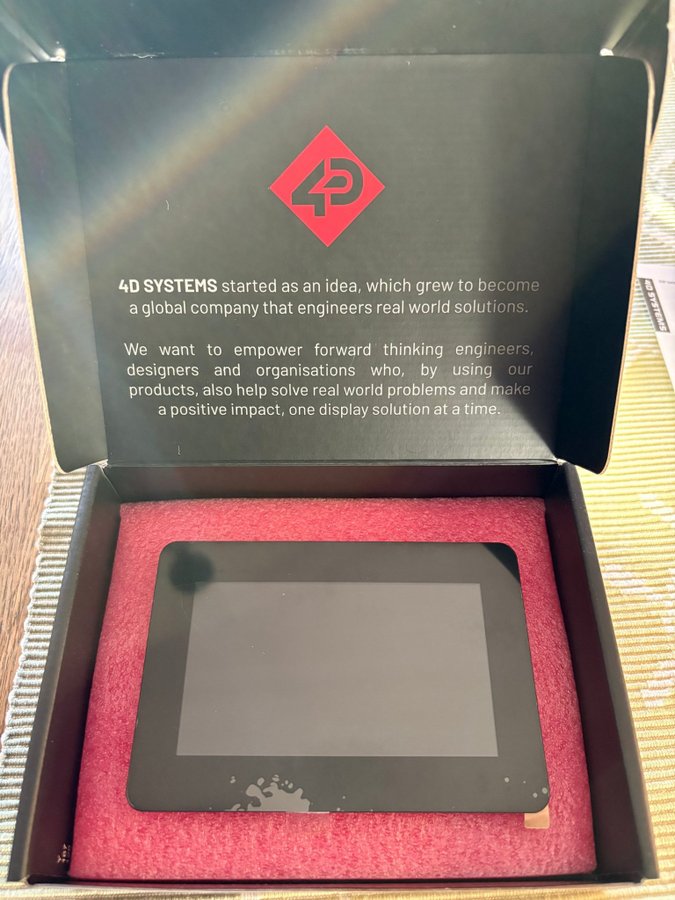 4D
4D SYSTEMS started as an idea, which grew to become
a global company that engineers real world solutions.
We want to empower forward thinking engineers,
designers and organisations who, by using our
products, also help solve real world problems and make
a positive impact, one display solution at a time.
4D SYSTEMS